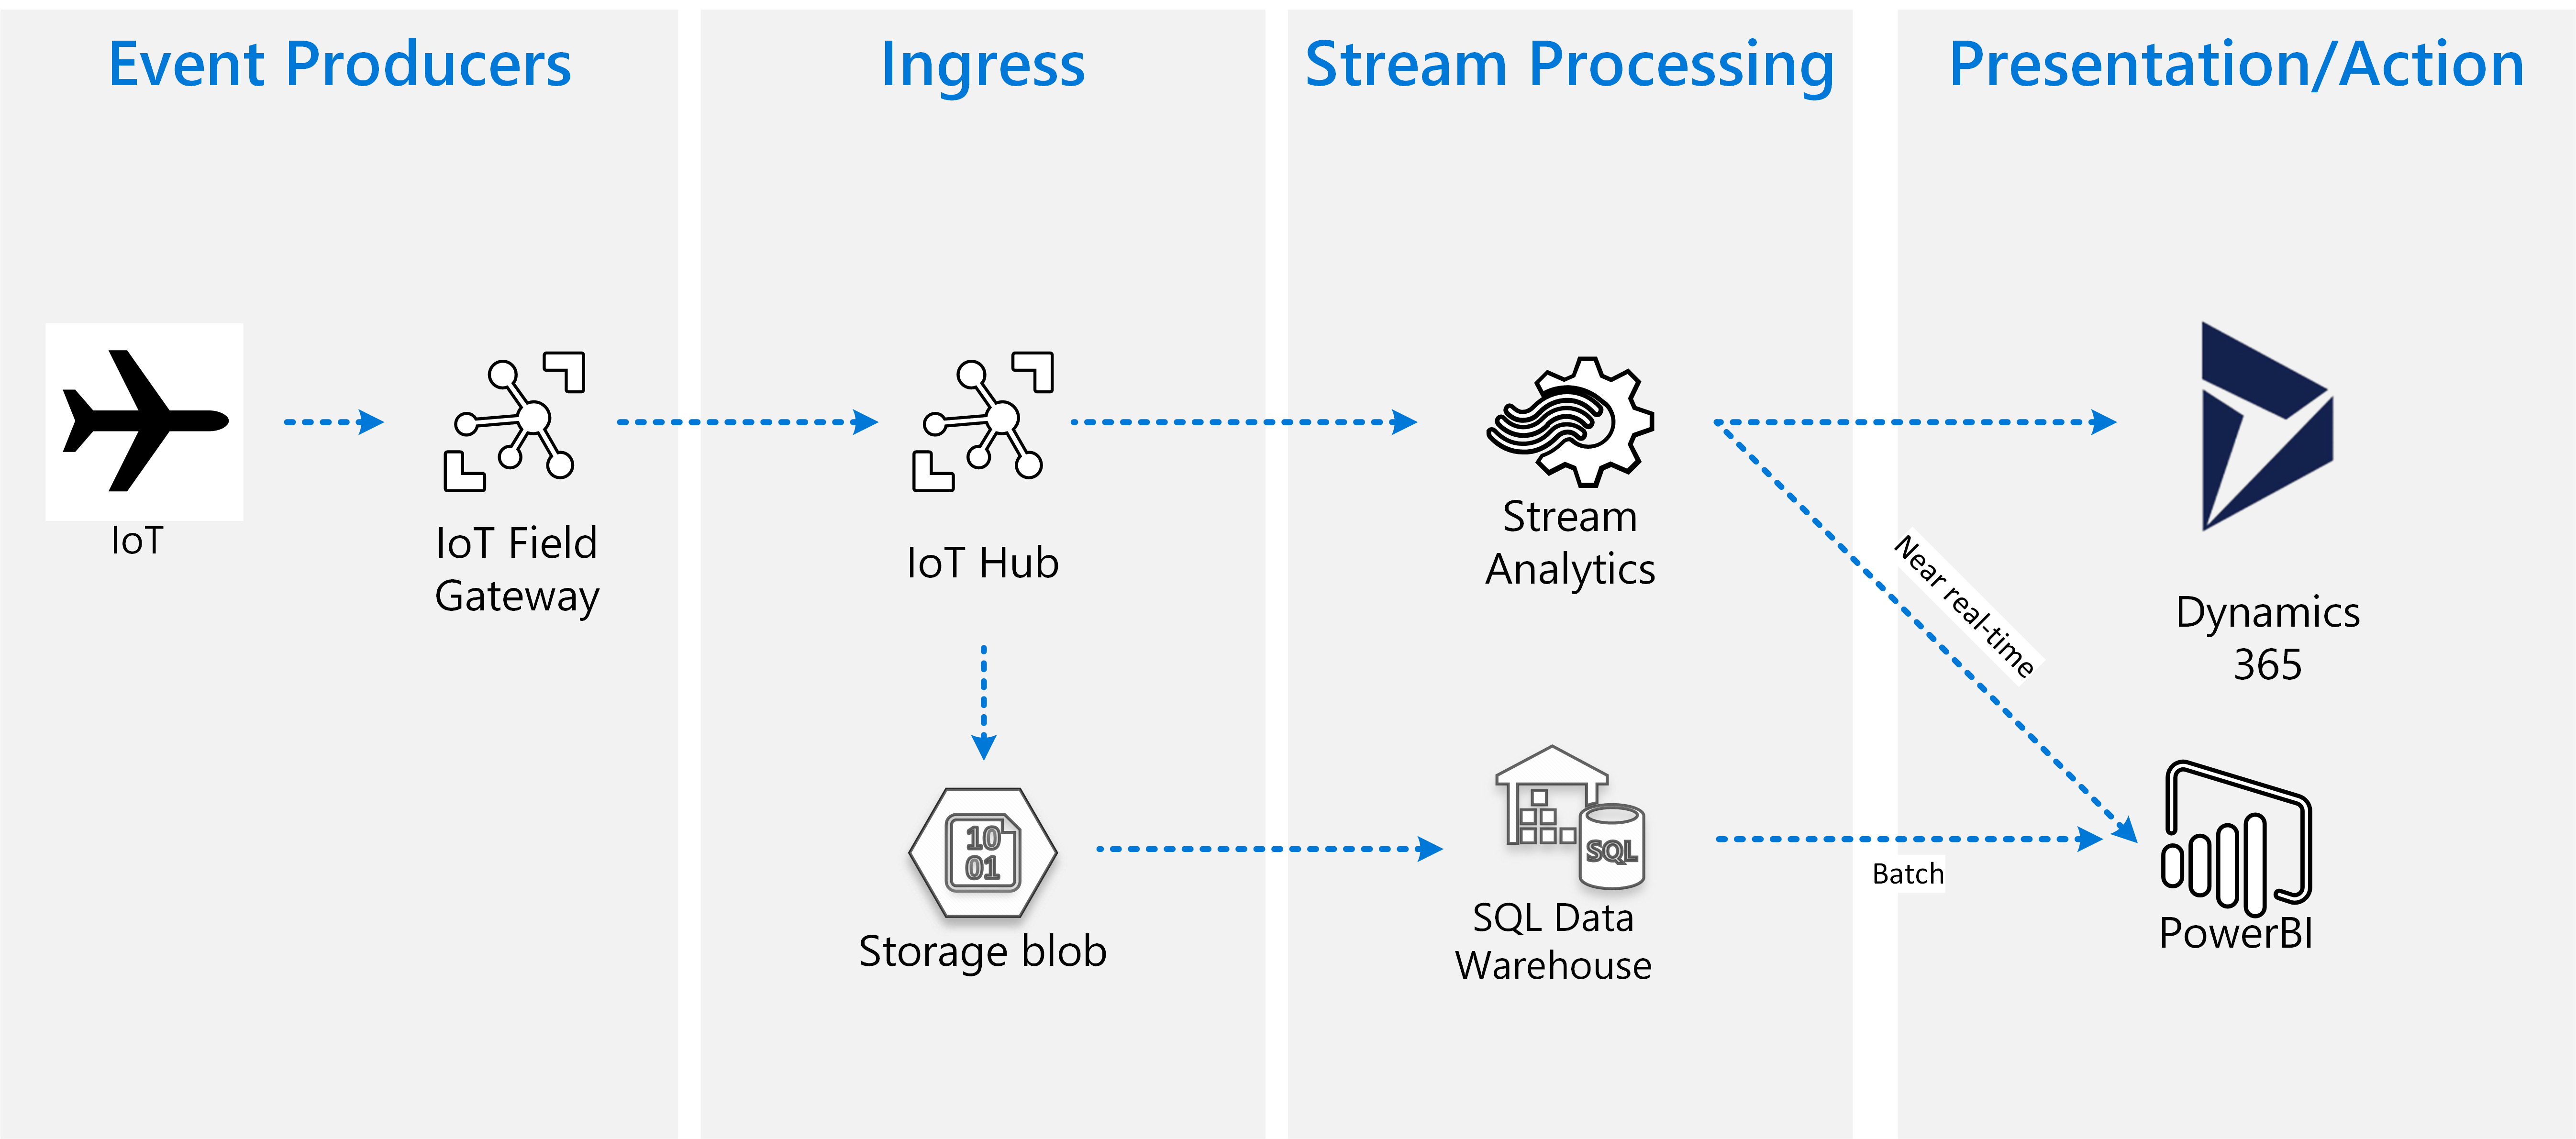 Event Producers
Ingress
Stream Processing
Presentation/Action
IoT
IoT Field
Gateway
IoT Hub
Stream
Analytics
Near real-time
Dynamics
365
10
01
Storage blob
SQL
SQL Data
Warehouse
Batch
PowerBI